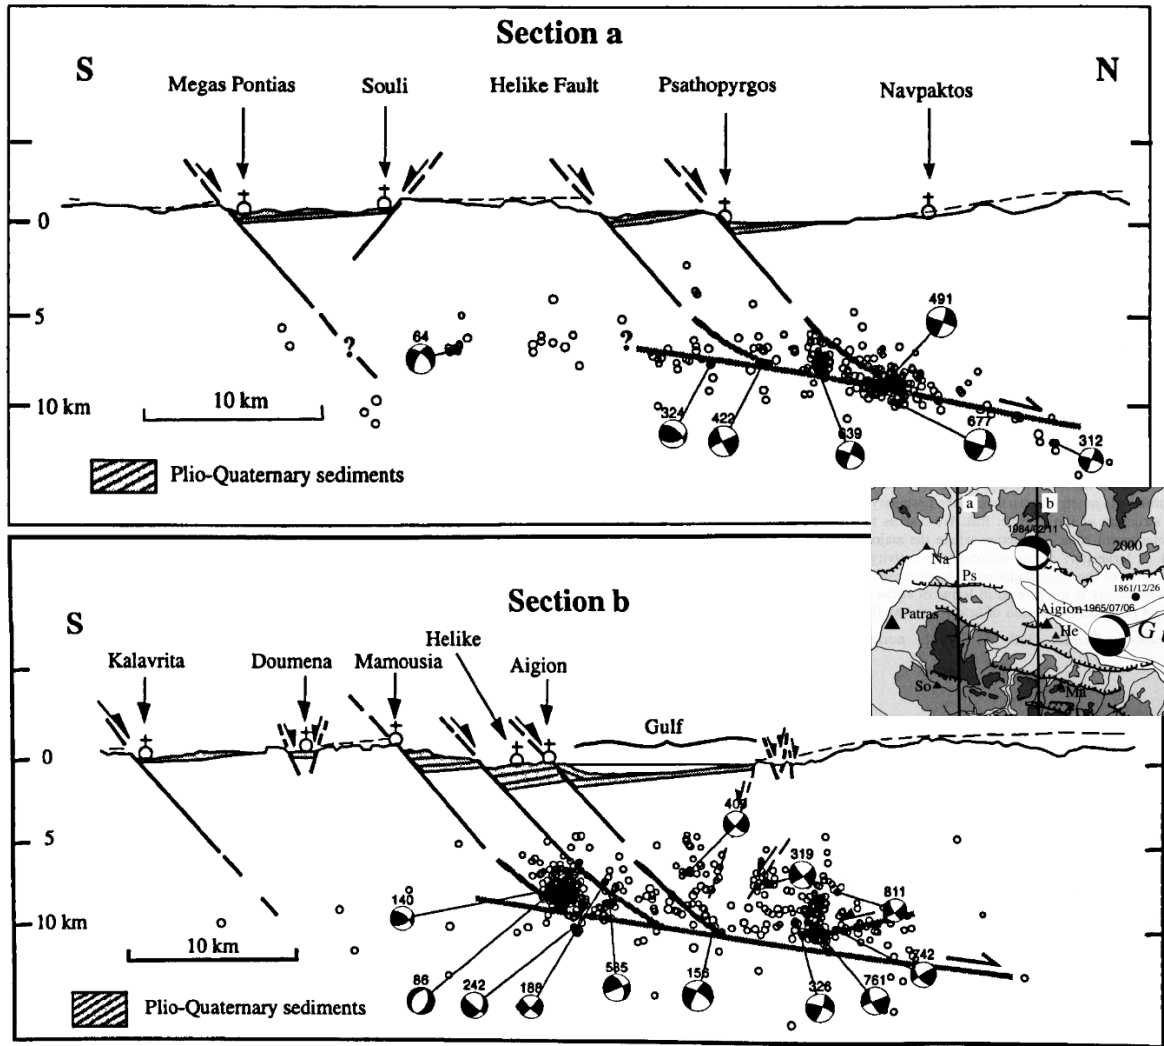 Section a
S
N
Megas Pontias
Souli
Helike Fault
Psathopyrgos
Navpaktos
0
5
10 km
?
?
64
491
324
422
639
677
312
10 km
Plio-Quaternary sediments
a
b
1984/02/11
2000
Na
Ps
1861/12/26
Patras
Aigion
1965/07/06
He
G
So
Ma
Section b
S
Kalavrita
Doumena
Mamousia
Helike
Aigion
Gulf
0
5
10 km
319
811
140
86
242
188
585
326
761
742
10 km
Plio-Quaternary sediments